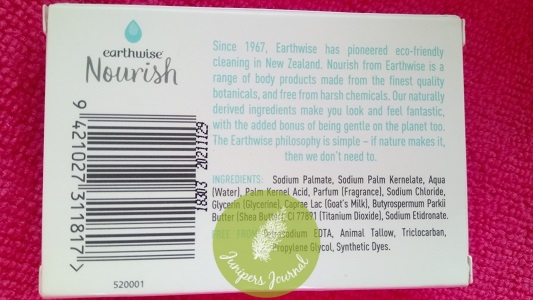 earthwise
Nourish
9 421027 311817 >
18303 20211129
S20001
Since 1967, Earthwise has pioneered eco-friendly
cleaning in New Zealand. Nourish from Earthwise is a
range of body products made from the finest quality
botanicals, and free from harsh chemicals. Our naturally
derived ingredients make you look and feel fantastic,
with the added bonus of being gentle on the planet too.
The Earthwise philosophy is simple – if nature makes it,
then we don't need to.
INGREDIENTS: Sodium Palmate, Sodium Palm Kernelate, Aqua
(Water), Palm Kernel Acid, Parfum (Fragrance), Sodium Chloride,
Glycerin (Glycerine), Caprae Lac (Goat's Milk), Butyrospermum Parkii
Butter (Shea Butter), CI 77891 (Titanium Dioxide), Sodium Etidronate.
FREE FROM: Tetrasodium EDTA, Animal Tallow, Triclocarban,
Propylene Glycol, Synthetic Dyes.
Junipers Journal